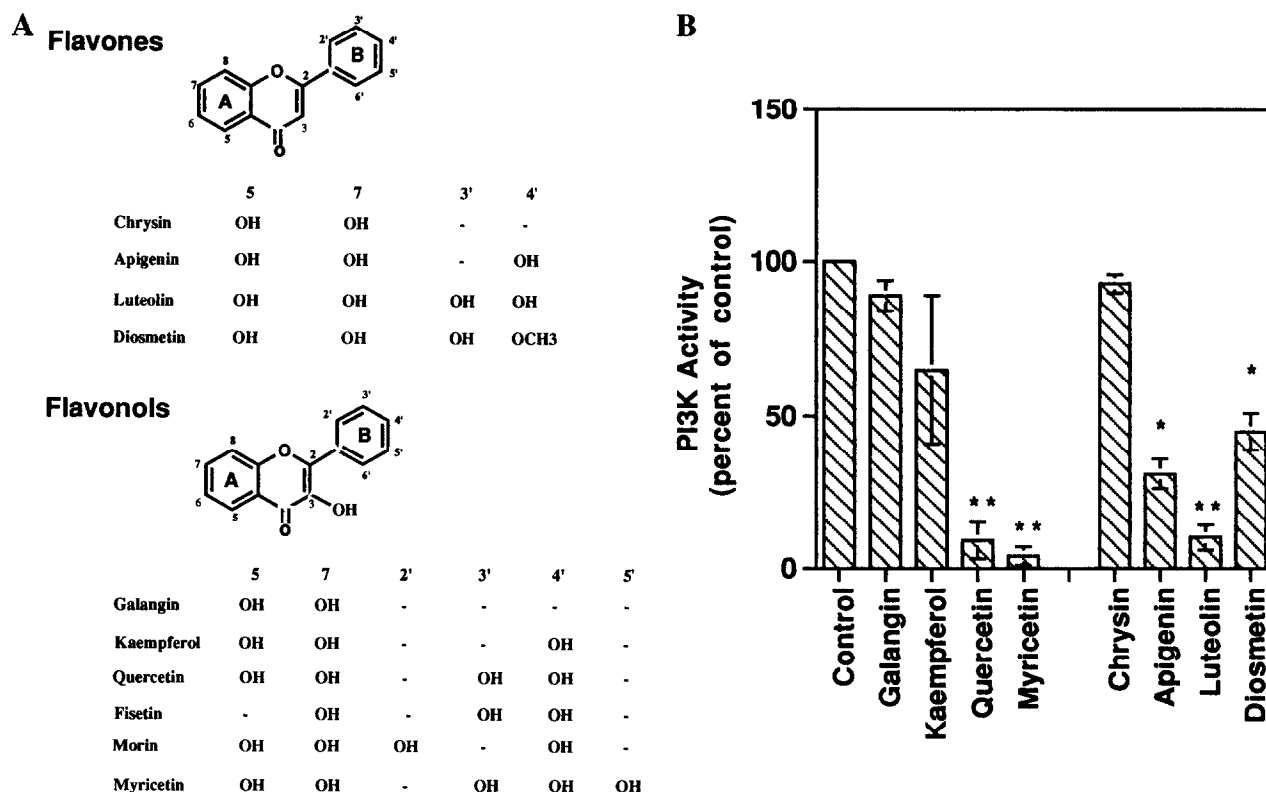 A
Flavones
3'
2'
4'
B
8
O
2
5'
7
A
6'
6
3
5
O
5 7 3' 4'
Chrysin OH OH - -
Apigenin OH OH - OH
Luteolin OH OH OH OH
Diosmetin OH OH OH OCH3
Flavonols
3'
2'
4'
B
8
O
2
5'
7
A
6'
6
3
OH
5
O
5 7 2' 3' 4' 5'
Galangin OH OH - - - -
Kaempferol OH OH - - OH -
Quercetin OH OH - OH OH -
Fisetin - OH - OH OH -
Morin OH OH OH - OH -
Myricetin OH OH - OH OH OH
B
PI3K Activity
(percent of control)
150
100
50
0
**
**
*
**
*
Control
Galangin
Kaempferol
Quercetin
Myricetin
Chrysin
Apigenin
Luteolin
Diosmetin